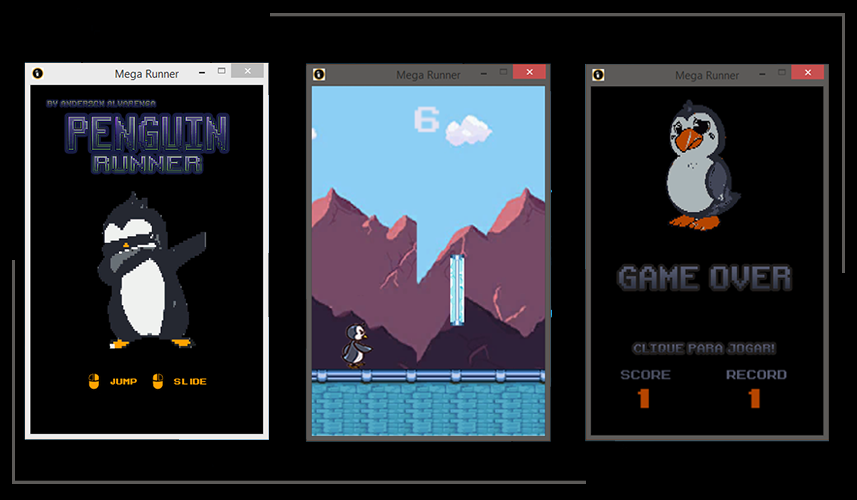 Mega Runner
BY ANDERSON ALVARENGA
PENGUIN
RUNNER
JUMP
SLIDE
Mega Runner
6
Mega Runner
GAME OVER
CLIQUE PARA JOGAR!
SCORE
RECORD
1
1